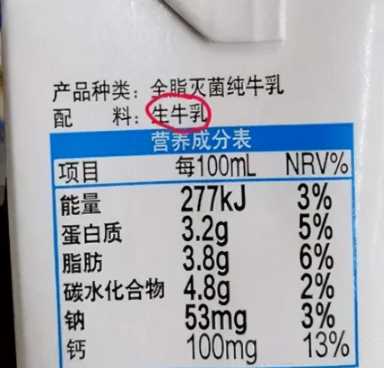 产品种类：全脂灭菌纯牛乳
配　　料：生牛乳
营养成分表
项目 每100mL NRV%
能量 277kJ 3%
蛋白质 3.2g 5%
脂肪 3.8g 6%
碳水化合物 4.8g 2%
钠 53mg 3%
钙 100mg 13%